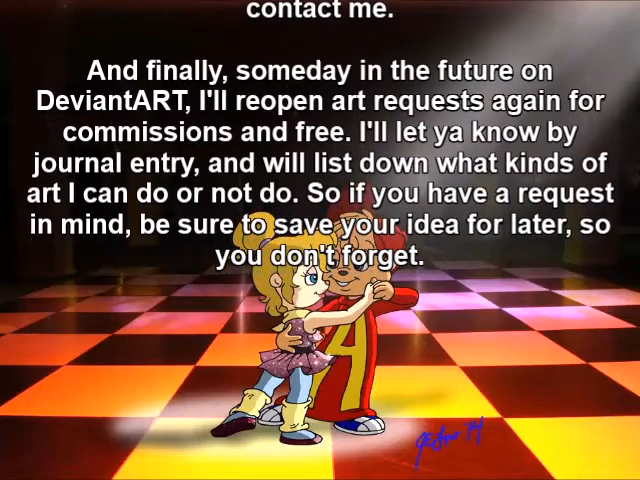 contact me.
And finally, someday in the future on
DeviantART, I'll reopen art requests again for
commissions and free. I'll let ya know by
journal entry, and will list down what kinds of
art I can do or not do. So if you have a request
in mind, be sure to save your idea for later, so
you don't forget.
A